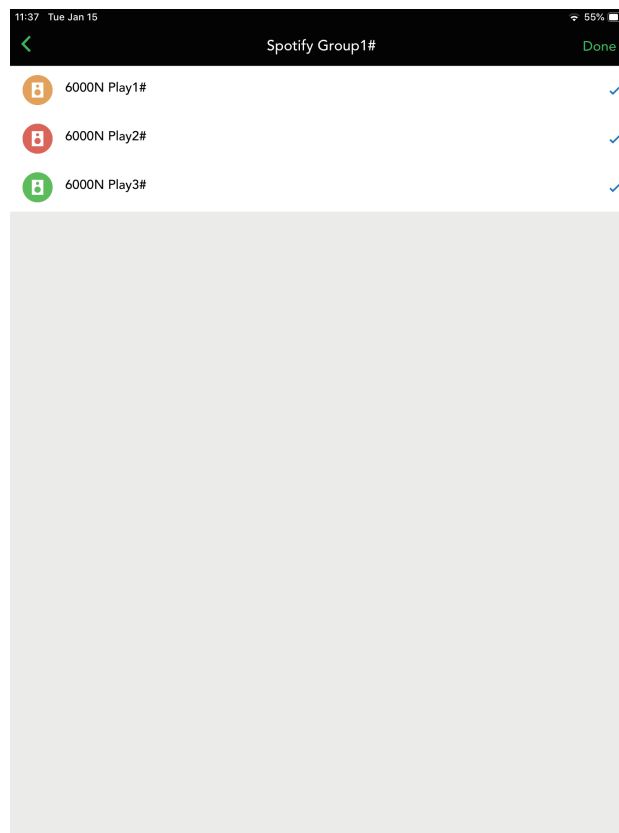 11:37 Tue Jan 15 55%
Spotify Group1# Done
6000N Play1#
6000N Play2#
6000N Play3#